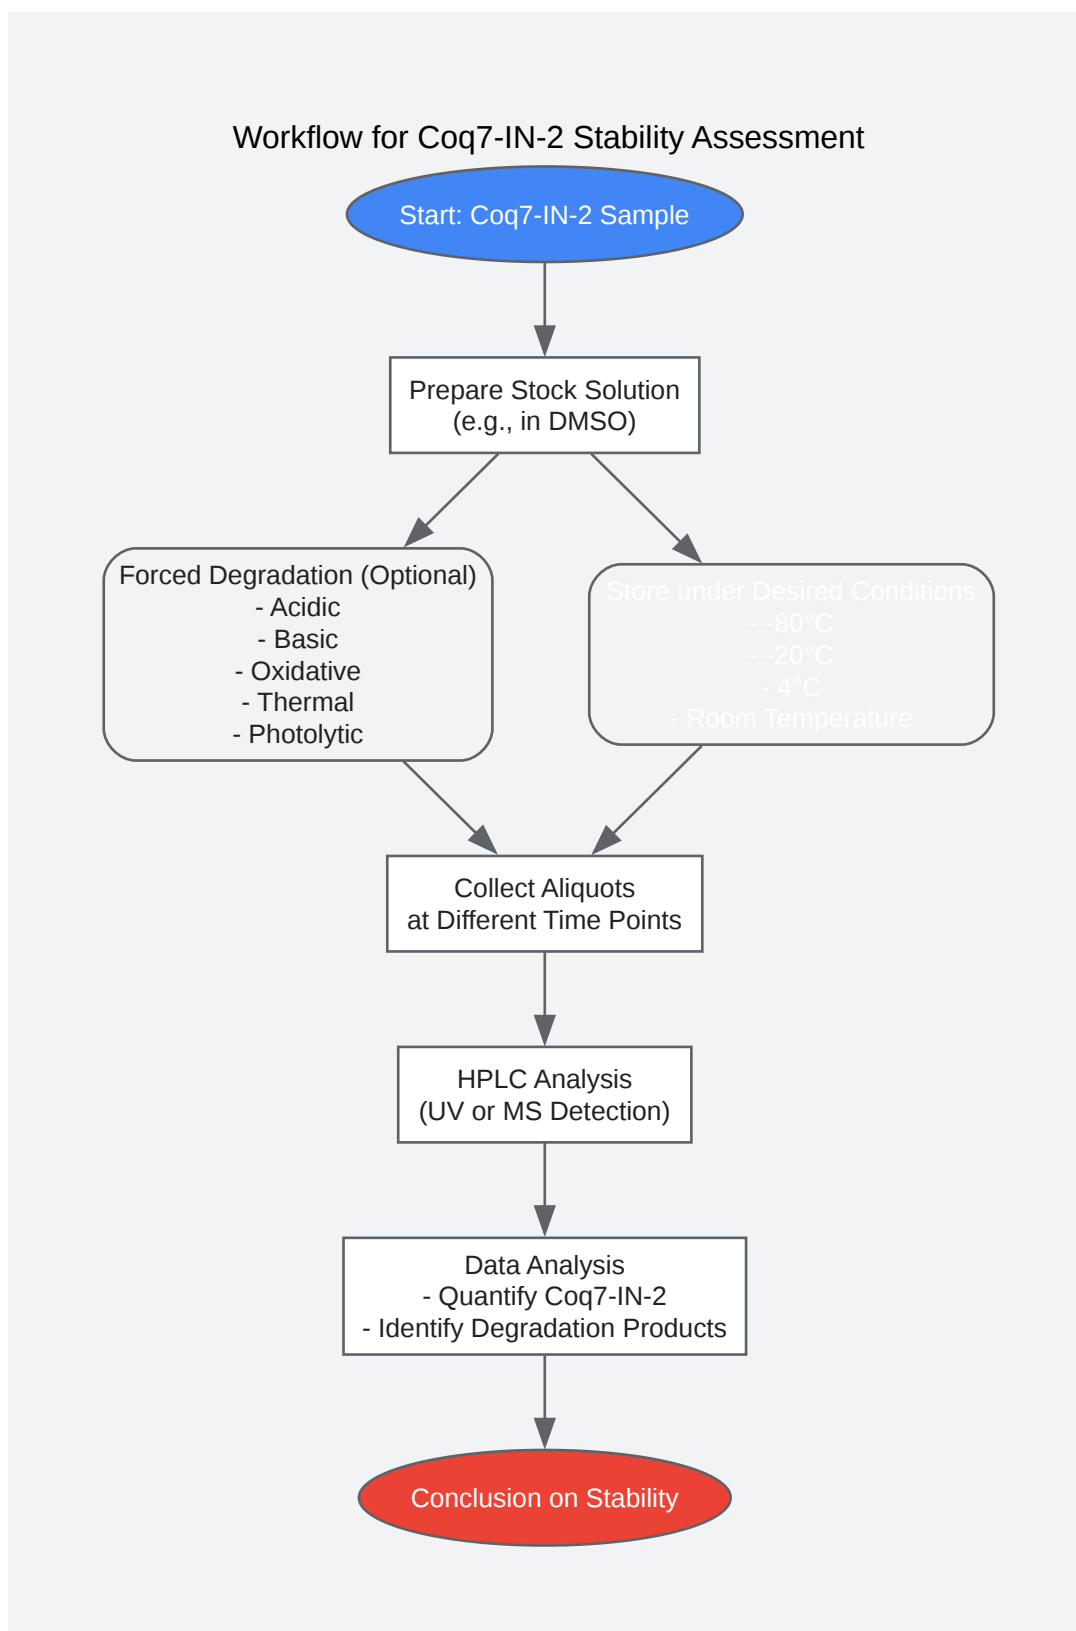 Workflow for Coq7-IN-2 Stability Assessment
Start: Coq7-IN-2 Sample
Prepare Stock Solution
(e.g., in DMSO)
Forced Degradation (Optional)
- Acidic
- Basic
- Oxidative
- Thermal
- Photolytic
Store under Desired Conditions
- -80°C
- -20°C
- 4°C
- Room Temperature
Collect Aliquots
at Different Time Points
HPLC Analysis
(UV or MS Detection)
Data Analysis
- Quantify Coq7-IN-2
- Identify Degradation Products
Conclusion on Stability